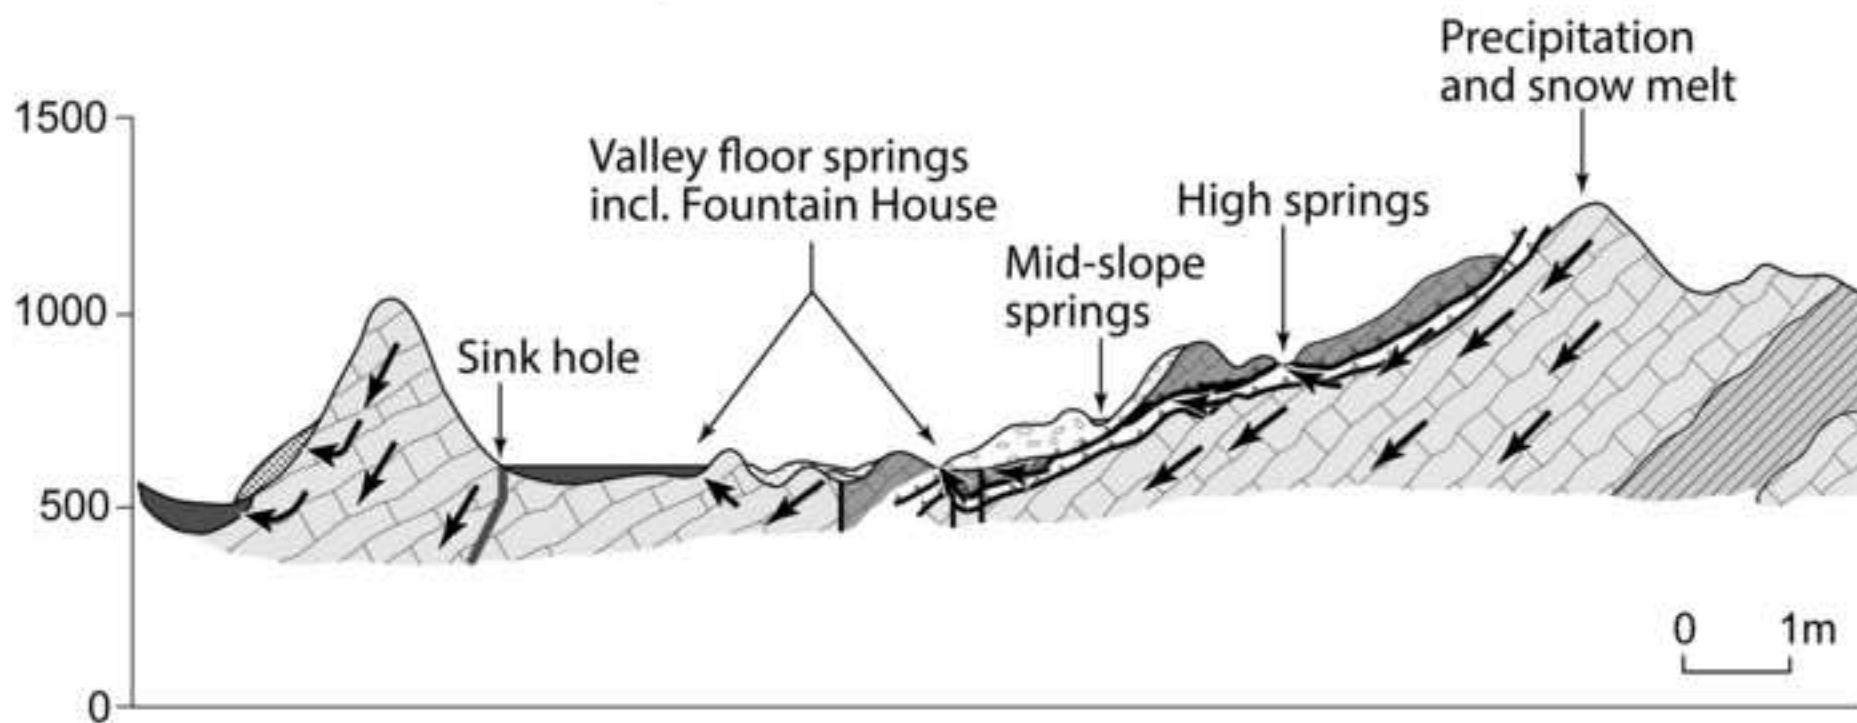 Precipitation
and snow melt
1500
Valley floor springs
incl. Fountain House
High springs
Mid-slope
springs
1000
Sink hole
500
0 1m
0